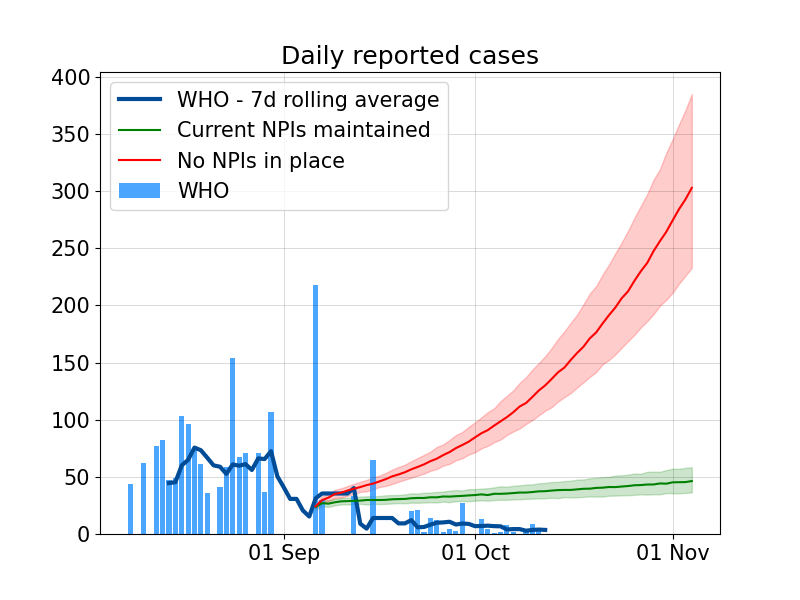 Daily reported cases
400
350
300
250
200
150
100
50
0
WHO - 7d rolling average
Current NPIs maintained
No NPIs in place
WHO
01 Sep
01 Oct
01 Nov